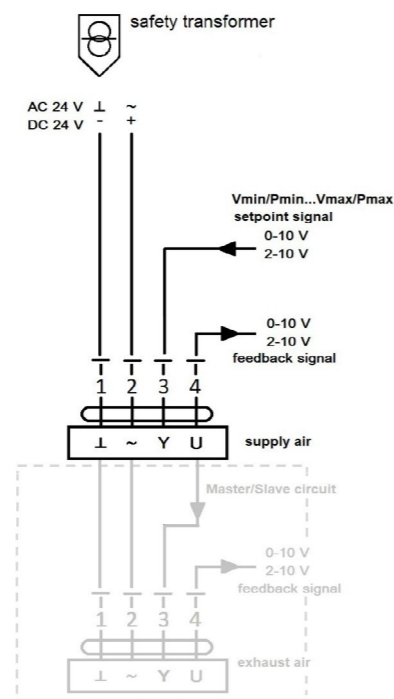 safety transformer
AC 24 V ⊥ ~
DC 24 V - +
Vmin/Pmin...Vmax/Pmax
setpoint signal
0-10 V
2-10 V
0-10 V
2-10 V
feedback signal
1 2 3 4
⊥ ~ Y U
supply air
Master/Slave circuit
0-10 V
2-10 V
feedback signal
1 2 3 4
⊥ ~ Y U
exhaust air